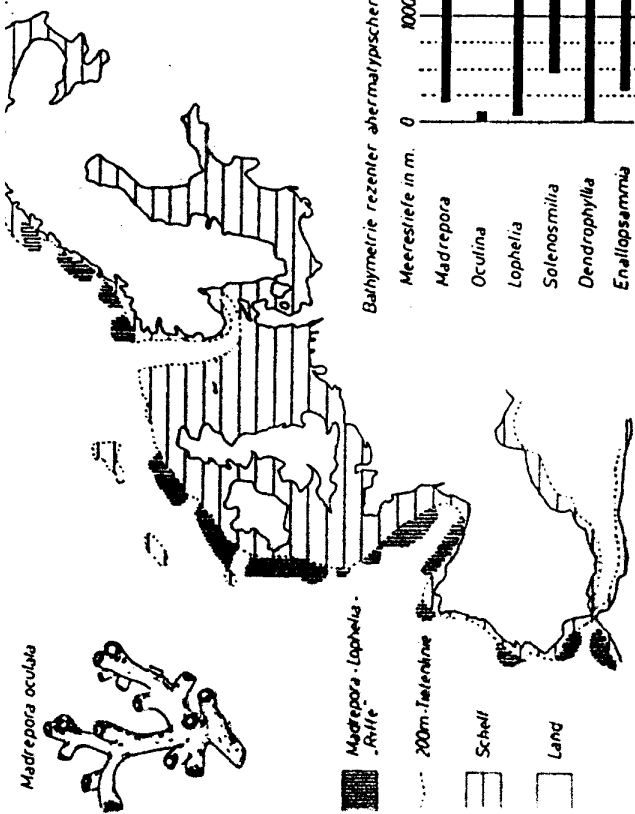 Madrepora oculata
Madrepora - Lophelia -
„Riffe"
200m-Tiefenlinie
Schelf
Land
Bathymetrie rezenter ahermatypischer
Meerestiefe in m.
0
1000
Madrepora
Oculina
Lophelia
Solenosmilia
Dendrophyllia
Enallopsammia